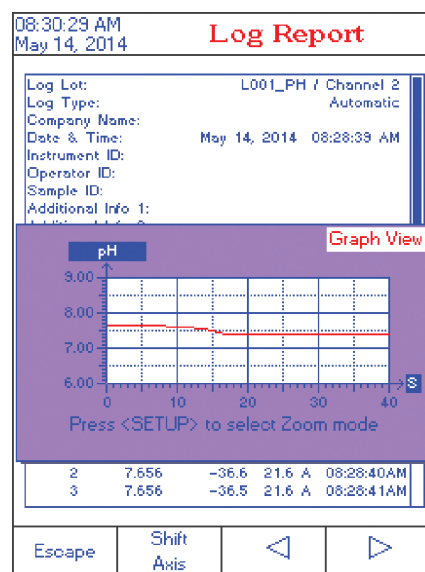 08:30:29 AM
May 14, 2014
Log Report
Log Lot: L001_PH / Channel 2
Log Type: Automatic
Company Name:
Date & Time: May 14, 2014 08:28:39 AM
Instrument ID:
Operator ID:
Sample ID:
Additional Info 1:
Graph View
pH
9.00
8.00
7.00
6.00
0 10 20 30 40
S
Press <SETUP> to select Zoom mode
2 7.656 -36.6 21.6 A 08:28:40AM
3 7.656 -36.5 21.6 A 08:28:41AM
Escape
Shift
Axis